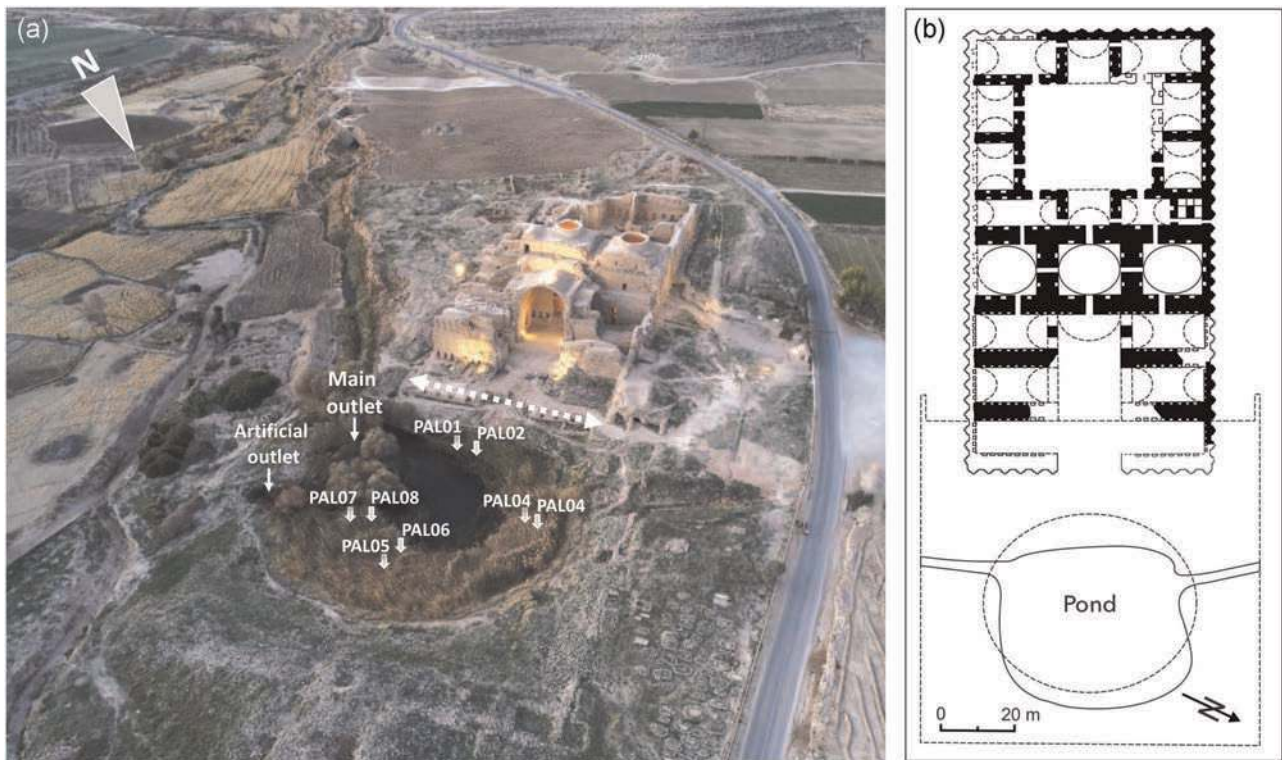 (a)
N
Main
outlet
Artificial
outlet
PAL01
PAL02
PAL07
PAL08
PAL04
PAL04
PAL06
PAL05
(b)
Pond
0 20 m
N